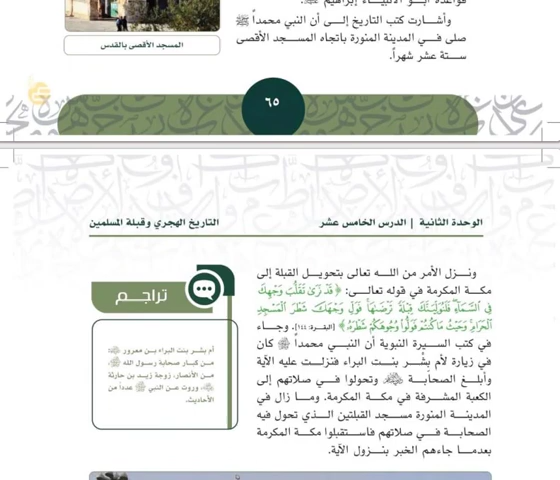 قواعده أبو الأنبياء إبراهيم ﷺ.
وأشارت كتب التاريخ إلى أن النبي محمداً ﷺ
صلى في المدينة المنورة باتجاه المسجد الأقصى
ستة عشر شهراً.
المسجد الأقصى بالقدس
٦٥
الوحدة الثانية | الدرس الخامس عشر
التاريخ الهجري وقبلة المسلمين
ونزل الأمر من الله تعالى بتحويل القبلة إلى
مكة المكرمة في قوله تعالى: ﴿قَدْ نَرَىٰ تَقَلُّبَ وَجْهِكَ
فِي السَّمَاءِ فَلَنُوَلِّيَنَّكَ قِبْلَةً تَرْضَاهَا فَوَلِّ وَجْهَكَ شَطْرَ الْمَسْجِدِ
الْحَرَامِ وَحَيْثُ مَا كُنْتُمْ فَوَلُّوا وُجُوهَكُمْ شَطْرَهُ﴾ [البقرة: ١٤٤]. وجاء
في كتب السيرة النبوية أن النبي محمداً ﷺ كان
في زيارة لأم بِشْر بنت البراء فنزلت عليه الآية
وأبلغ الصحابة وتحولوا في صلاتهم إلى
الكعبة المشرفة في مكة المكرمة. وما زال في
المدينة المنورة مسجد القبلتين الذي تحول فيه
الصحابة في صلاتهم فاستقبلوا مكة المكرمة
بعدما جاءهم الخبر بنزول الآية.
تراجم
أم بشر بنت البراء بن معرور
من كبار صحابة رسول الله ﷺ،
من الأنصار، زوجة زيد بن حارثة
، وروت عن النبي ﷺ عدداً من
الأحاديث.